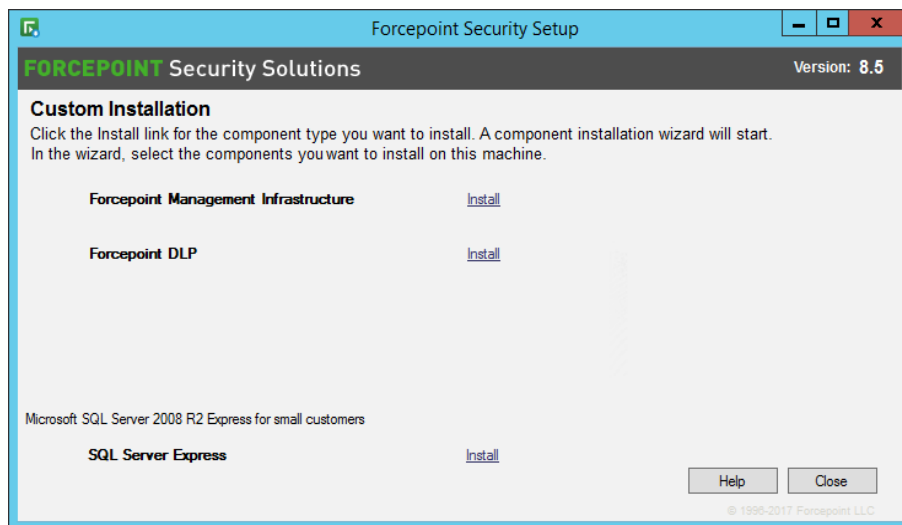 Forcepoint Security Setup
FORCEPOINT Security Solutions
Version: 8.5
Custom Installation
Click the Install link for the component type you want to install. A component installation wizard will start.
In the wizard, select the components you want to install on this machine.
Forcepoint Management Infrastructure Install
Forcepoint DLP Install
Microsoft SQL Server 2008 R2 Express for small customers
SQL Server Express Install
Help Close
© 1996-2017 Forcepoint LLC